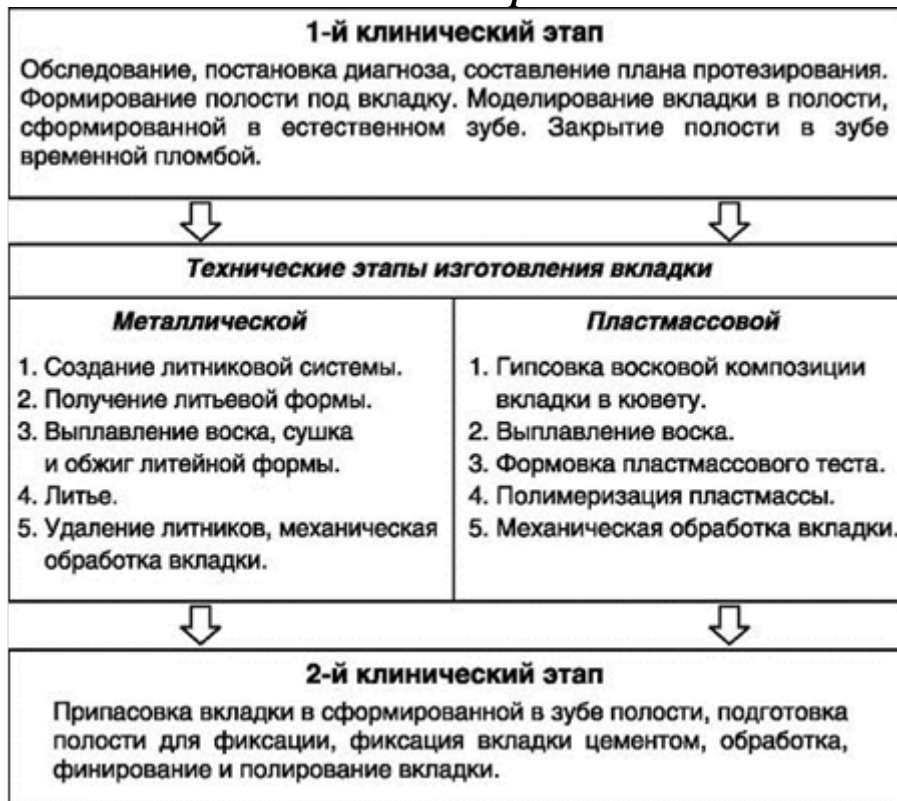 1-й клинический этап
Обследование, постановка диагноза, составление плана протезирования.
Формирование полости под вкладку. Моделирование вкладки в полости,
сформированной в естественном зубе. Закрытие полости в зубе
временной пломбой.
Технические этапы изготовления вкладки
Металлической
1. Создание литниковой системы.
2. Получение литьевой формы.
3. Выплавление воска, сушка
и обжиг литейной формы.
4. Литье.
5. Удаление литников, механическая
обработка вкладки.
Пластмассовой
1. Гипсовка восковой композиции
вкладки в кювету.
2. Выплавление воска.
3. Формовка пластмассового теста.
4. Полимеризация пластмассы.
5. Механическая обработка вкладки.
2-й клинический этап
Припасовка вкладки в сформированной в зубе полости, подготовка
полости для фиксации, фиксация вкладки цементом, обработка,
финирование и полирование вкладки.